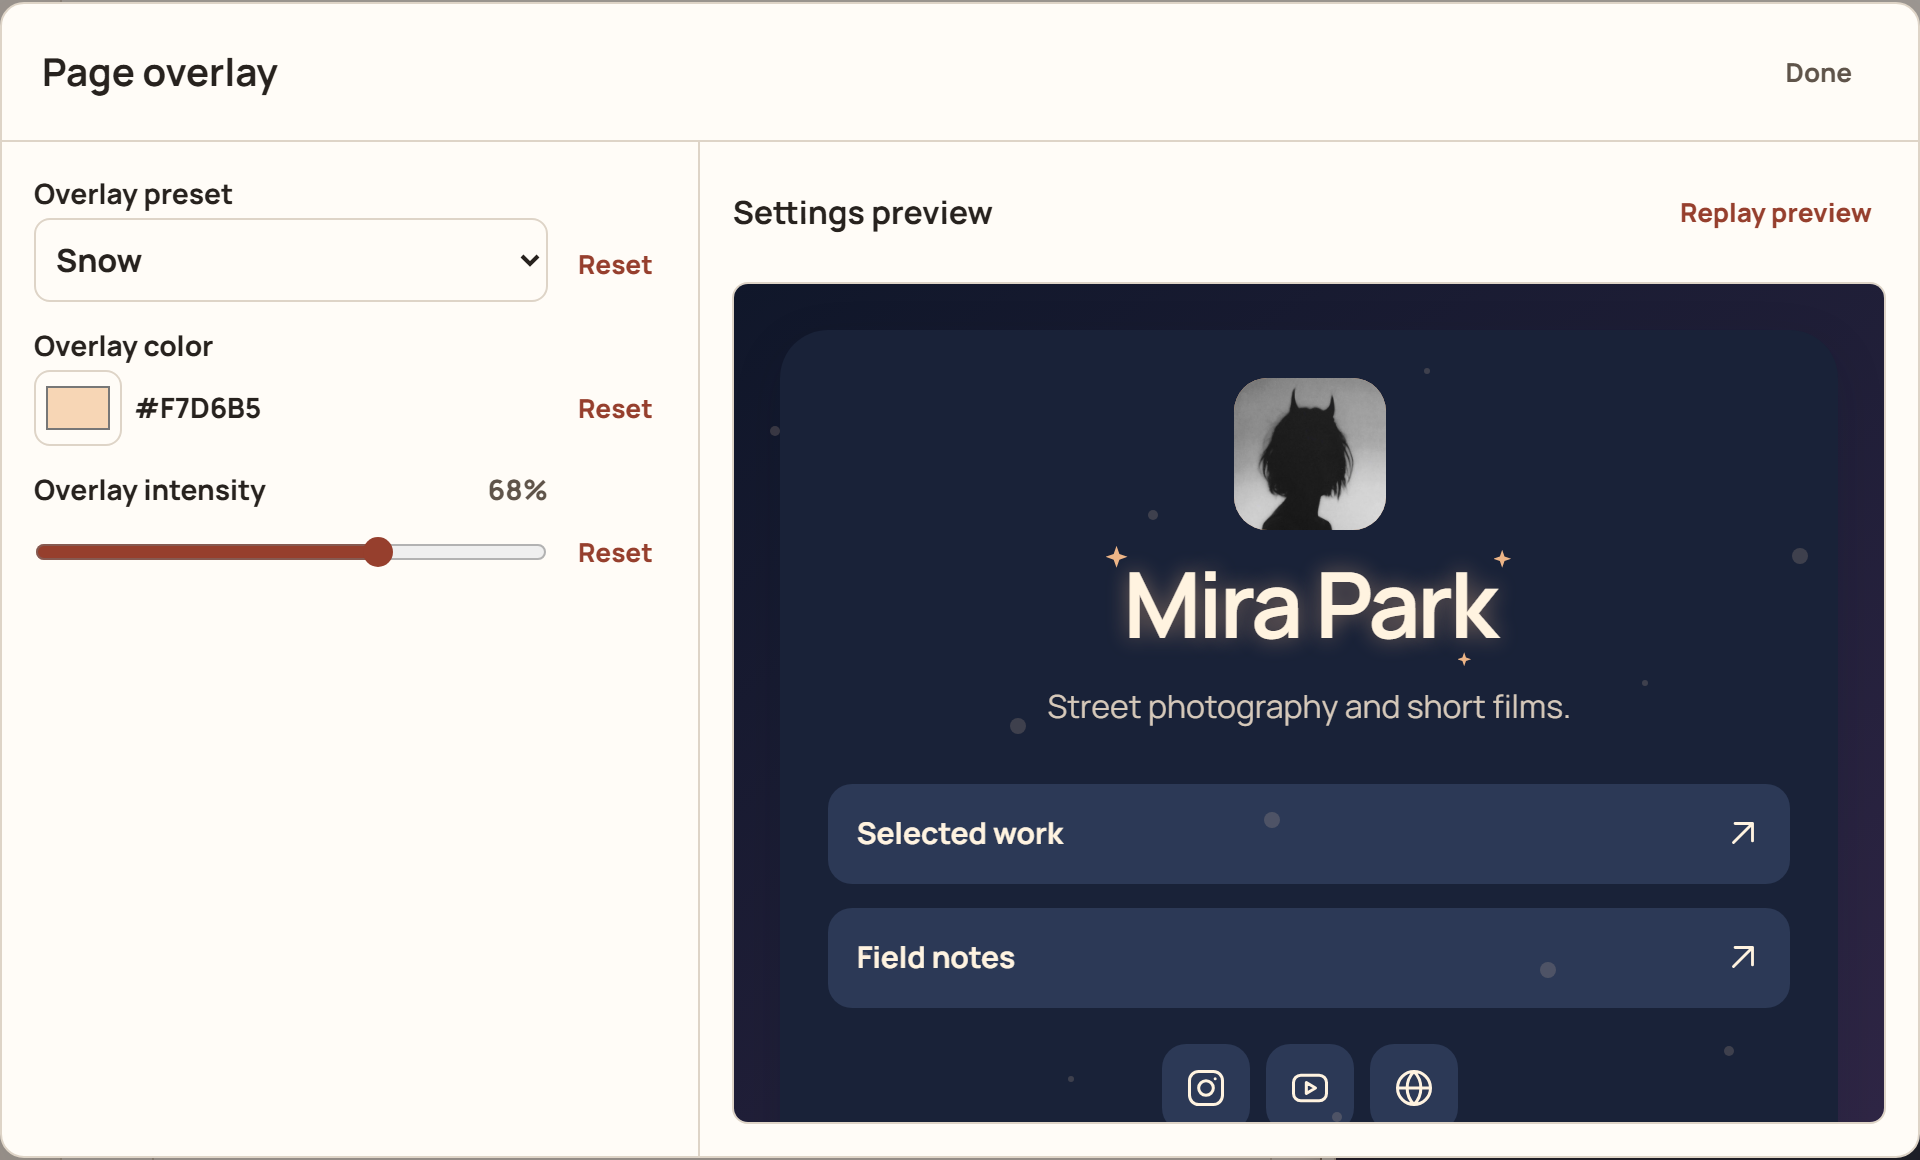 Page overlay
Done
Overlay preset
Snow
Reset
Overlay color
#F7D6B5
Reset
Overlay intensity
68%
Reset
Settings preview
Replay preview
Mira Park
Street photography and short films.
Selected work
Field notes